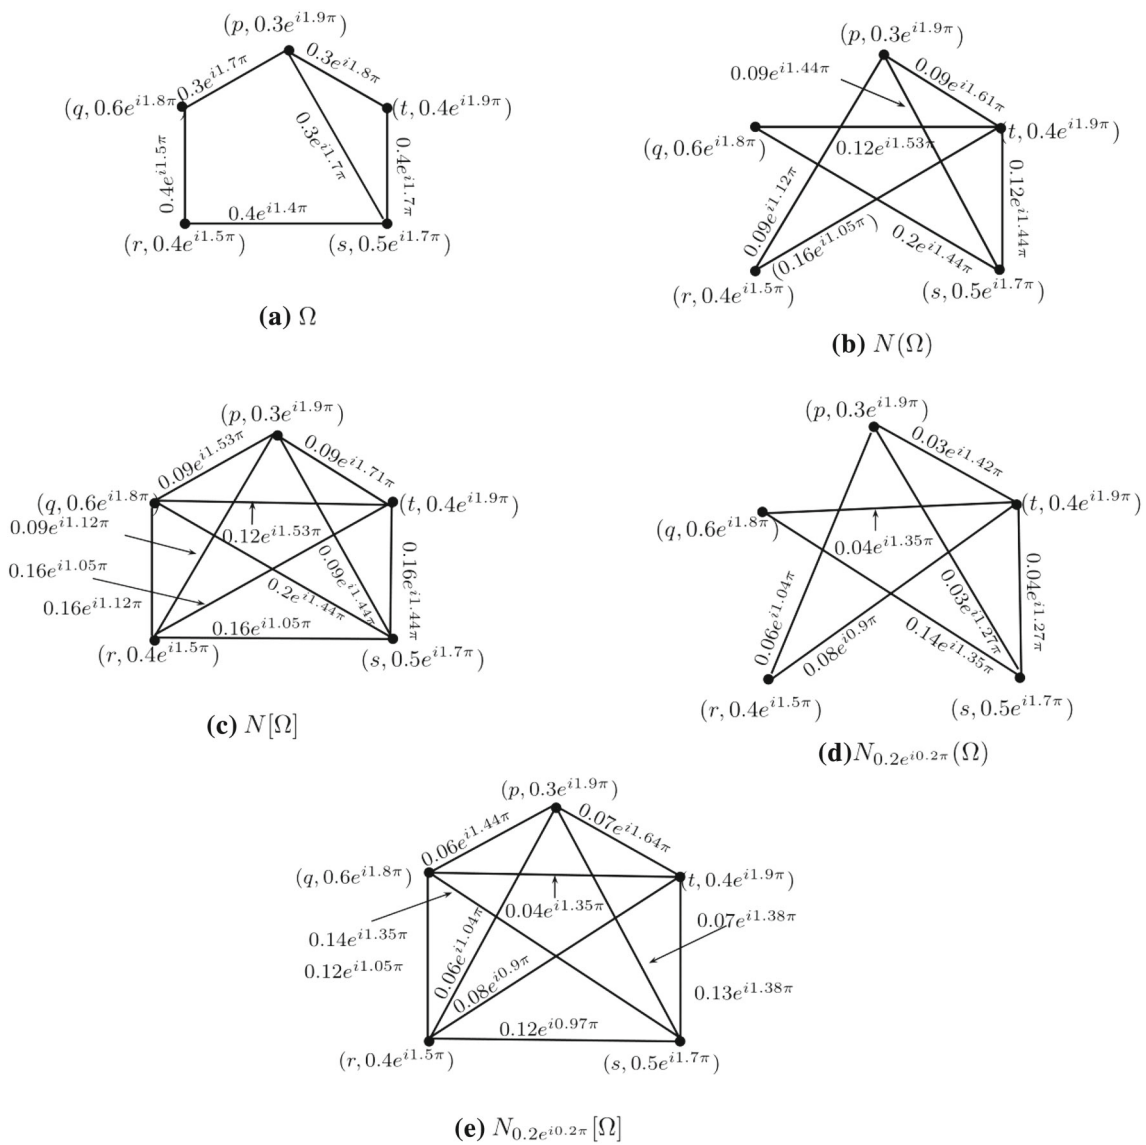 (p, 0.3e^{i1.9π})
0.3e^{i1.7π}
0.3e^{i1.8π}
(q, 0.6e^{i1.8π})
(t, 0.4e^{i1.9π})
0.4e^{i1.5π}
0.3e^{i1.7π}
0.4e^{i1.7π}
0.4e^{i1.4π}
(r, 0.4e^{i1.5π})
(s, 0.5e^{i1.7π})
(a) Ω
(p, 0.3e^{i1.9π})
0.09e^{i1.44π}
0.09e^{i1.61π}
(q, 0.6e^{i1.8π})
0.12e^{i1.53π}
(t, 0.4e^{i1.9π})
0.09e^{i1.12π}
(0.16e^{i1.05π})
0.2e^{i1.44π}
0.12e^{i1.44π}
(r, 0.4e^{i1.5π})
(s, 0.5e^{i1.7π})
(b) N(Ω)
(p, 0.3e^{i1.9π})
0.09e^{i1.53π}
0.09e^{i1.71π}
(q, 0.6e^{i1.8π})
(t, 0.4e^{i1.9π})
0.09e^{i1.12π}
0.12e^{i1.53π}
0.16e^{i1.05π}
0.2e^{i1.44π}
0.09e^{i1.44π}
0.16e^{i1.44π}
0.16e^{i1.12π}
0.16e^{i1.05π}
(r, 0.4e^{i1.5π})
(s, 0.5e^{i1.7π})
(c) N[Ω]
(p, 0.3e^{i1.9π})
0.03e^{i1.42π}
(q, 0.6e^{i1.8π})
(t, 0.4e^{i1.9π})
0.04e^{i1.35π}
0.06e^{i1.04π}
0.08e^{i0.9π}
0.03e^{i1.27π}
0.14e^{i1.35π}
0.04e^{i1.27π}
(r, 0.4e^{i1.5π})
(s, 0.5e^{i1.7π})
(d)N_{0.2e^{i0.2π}}(Ω)
(p, 0.3e^{i1.9π})
0.06e^{i1.44π}
0.07e^{i1.64π}
(q, 0.6e^{i1.8π})
(t, 0.4e^{i1.9π})
0.04e^{i1.35π}
0.07e^{i1.38π}
0.14e^{i1.35π}
0.12e^{i1.05π}
0.06e^{i1.04π}
0.08e^{i0.9π}
0.13e^{i1.38π}
0.12e^{i0.97π}
(r, 0.4e^{i1.5π})
(s, 0.5e^{i1.7π})
(e) N_{0.2e^{i0.2π}}[Ω]